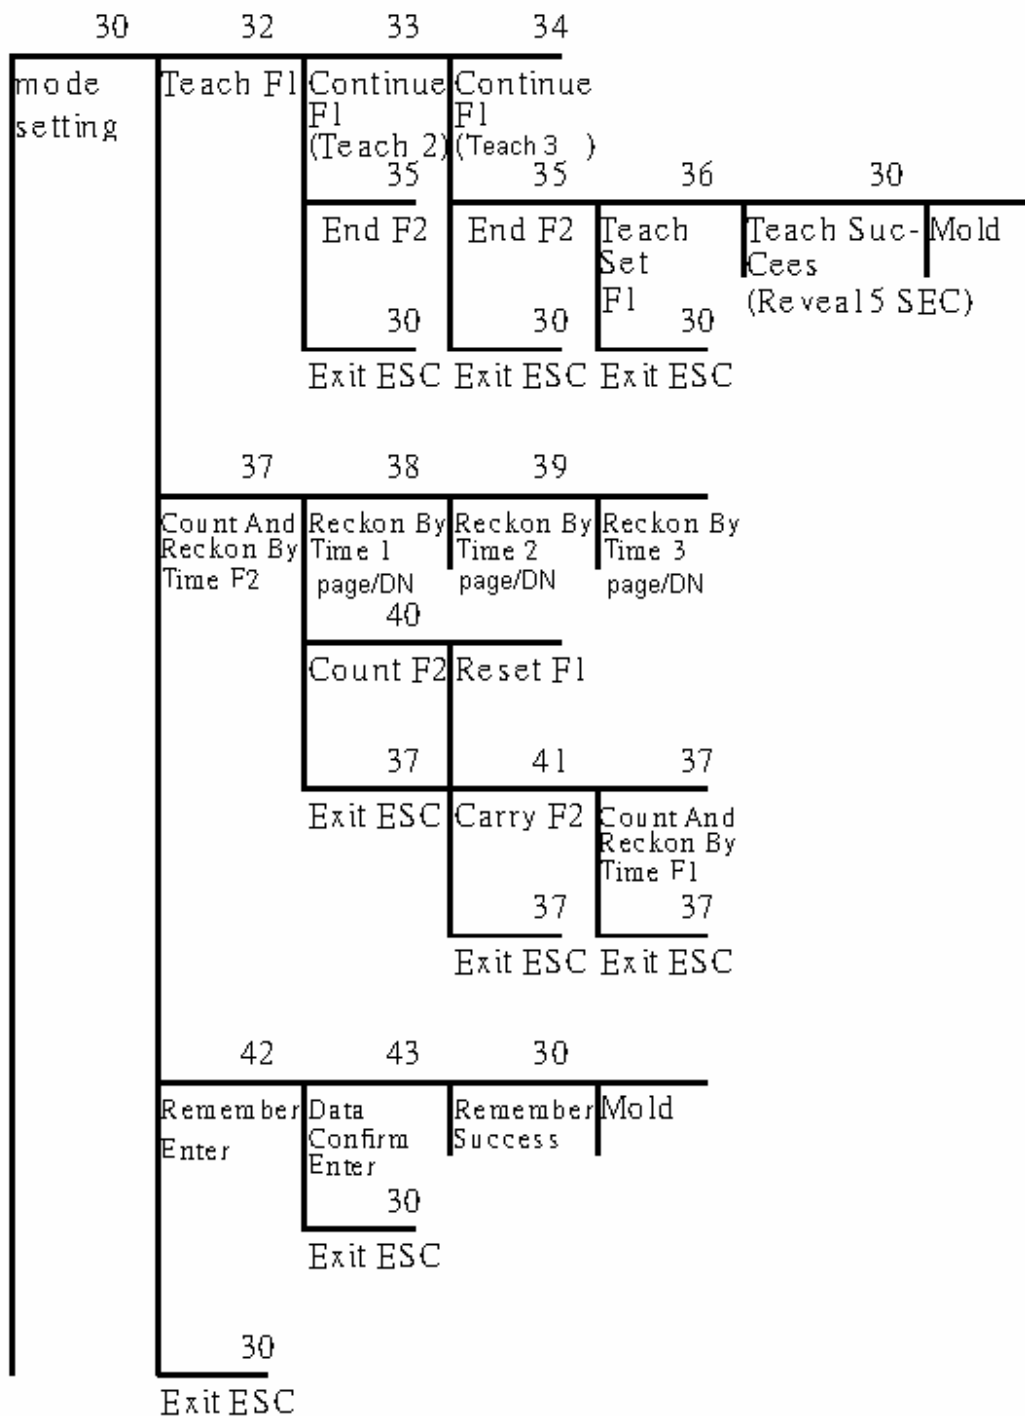 30 32 33 34
mode Teach F1 Continue Continue
setting F1 F1
(Teach 2) (Teach 3 )
35 35 36 30
End F2 End F2 Teach Teach Suc- Mold
Set Cees
F1 (Reveal5 SEC)
30 30 30
Exit ESC Exit ESC Exit ESC
37 38 39
Count And Reckon By Reckon By Reckon By
Reckon By Time 1 Time 2 Time 3
Time F2 page/DN page/DN page/DN
40
Count F2 Reset F1
37 41 37
Exit ESC Carry F2 Count And
Reckon By
Time F1
37 37
Exit ESC Exit ESC
42 43 30
Remember Data Remember Mold
Enter Confirm Success
Enter
30
Exit ESC
30
Exit ESC